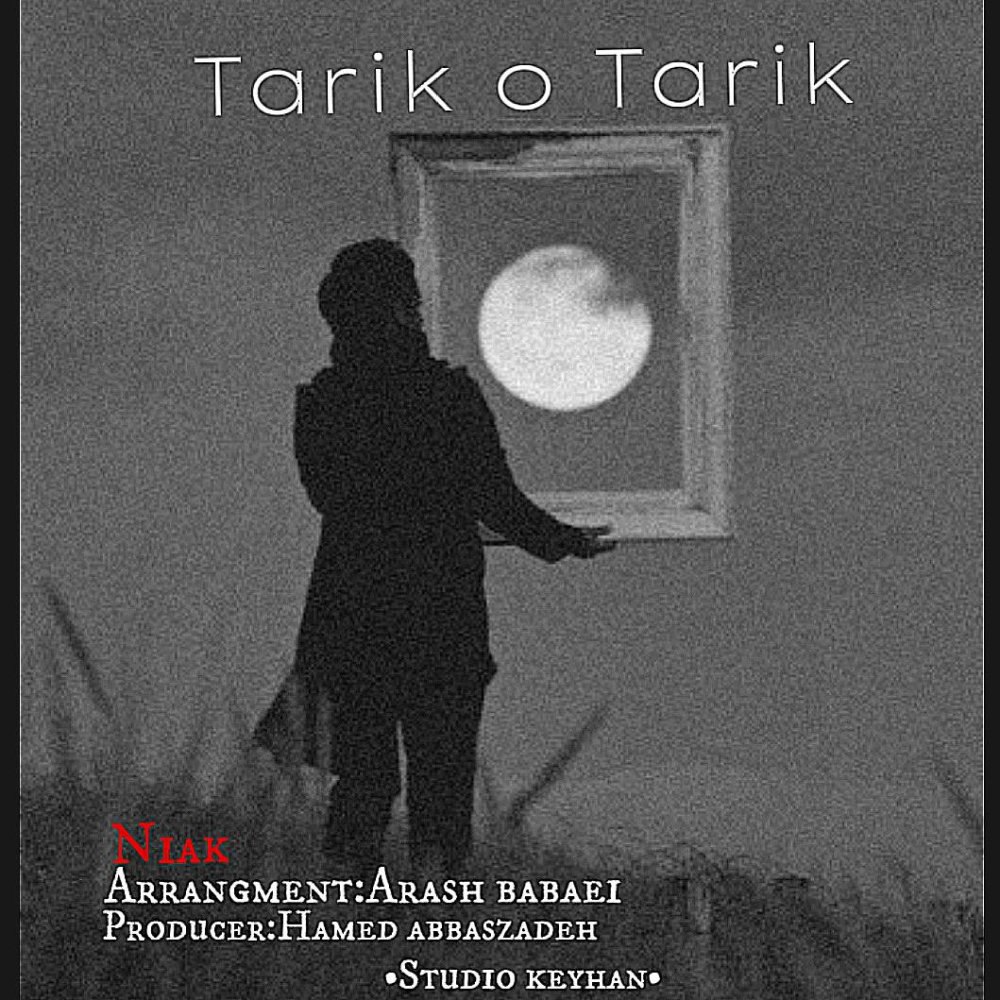 Tarik o Tarik
Niak
Arrangment:Arash babaei
Producer:Hamed abbaszadeh
•Studio keyhan•